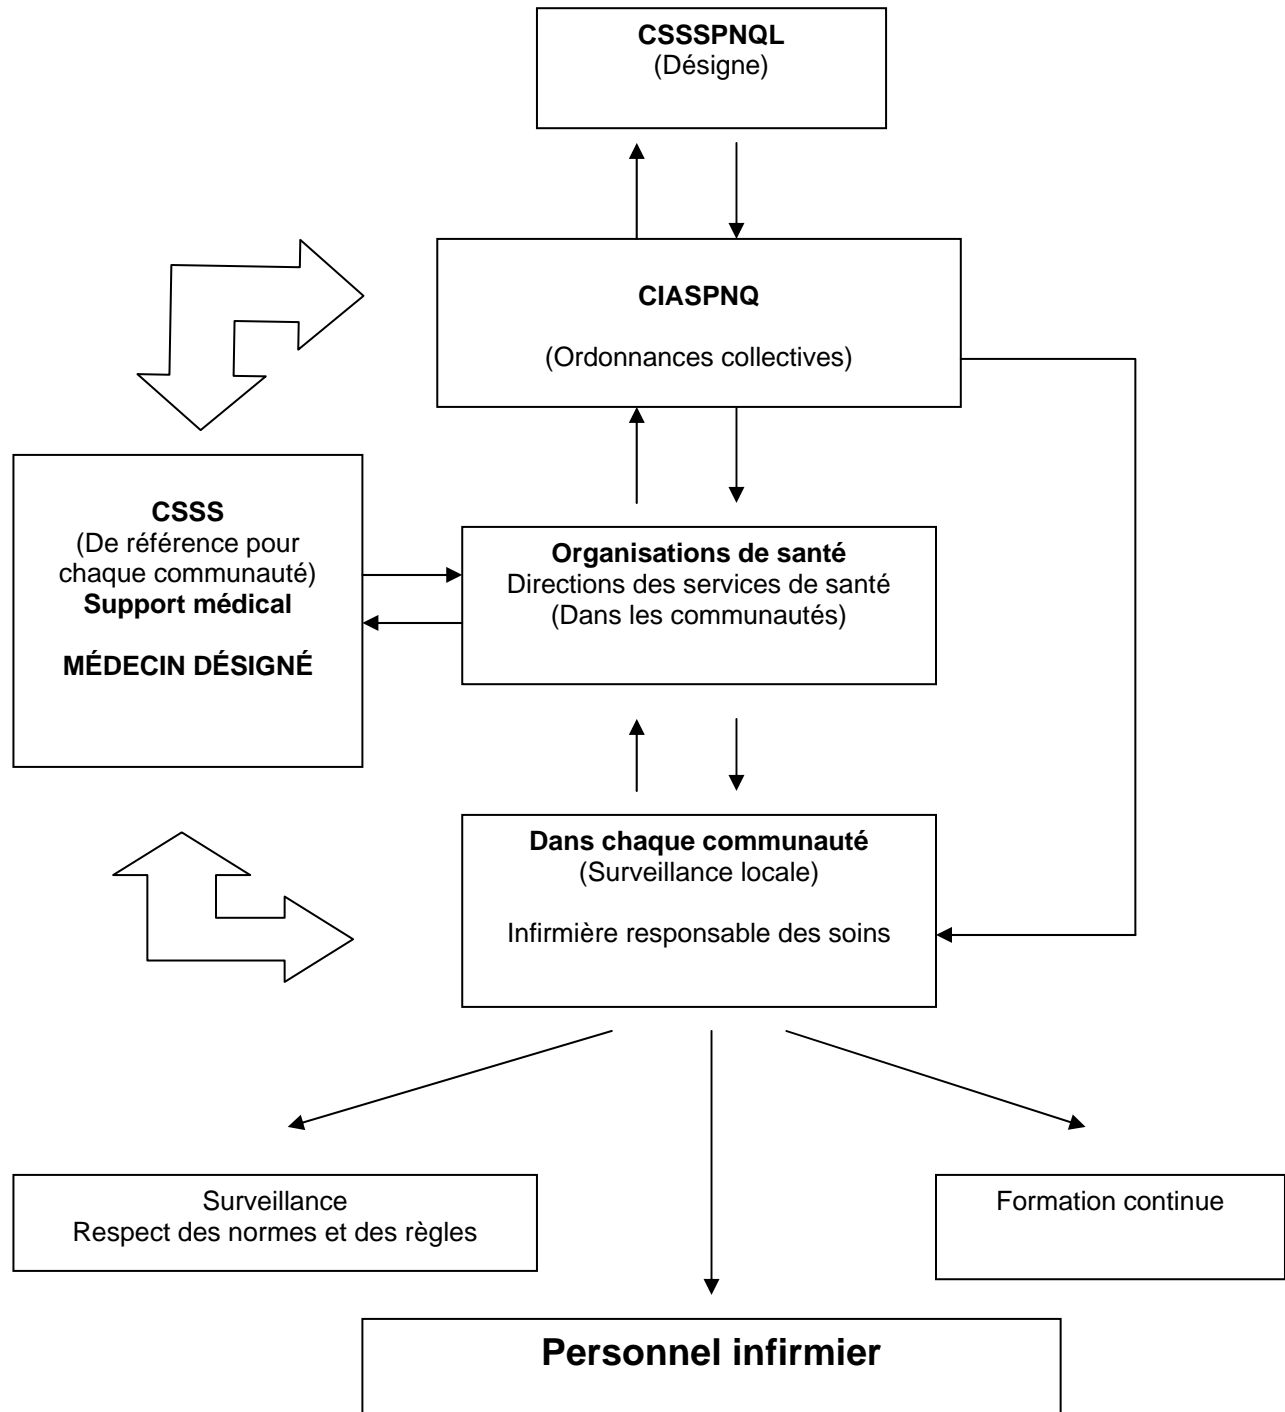 CSSSPNQL
(Désigne)
CIASPNQ
(Ordonnances collectives)
CSSS
(De référence pour
chaque communauté)
Support médical
MÉDECIN DÉSIGNÉ
Organisations de santé
Directions des services de santé
(Dans les communautés)
Dans chaque communauté
(Surveillance locale)
Infirmière responsable des soins
Surveillance
Respect des normes et des règles
Formation continue
Personnel infirmier